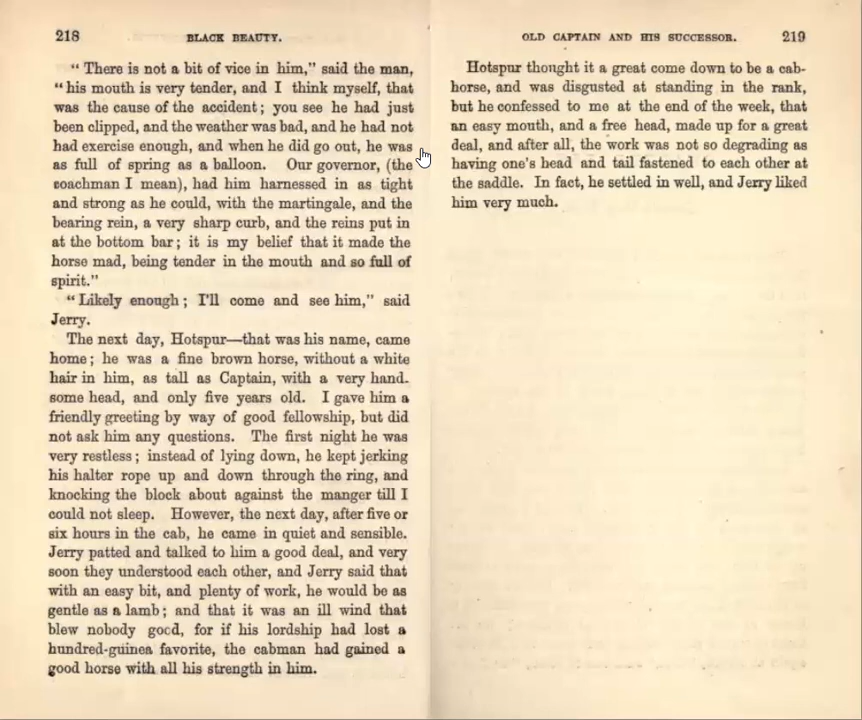 218
BLACK BEAUTY.
“ There is not a bit of vice in him,” said the man,
“his mouth is very tender, and I think myself, that
was the cause of the accident; you see he had just
been clipped, and the weather was bad, and he had not
had exercise enough, and when he did go out, he was
as full of spring as a balloon. Our governor, (the
coachman I mean), had him harnessed in as tight
and strong as he could, with the martingale, and the
bearing rein, a very sharp curb, and the reins put in
at the bottom bar; it is my belief that it made the
horse mad, being tender in the mouth and so full of
spirit.”
“Likely enough; I’ll come and see him,” said
Jerry.
The next day, Hotspur—that was his name, came
home; he was a fine brown horse, without a white
hair in him, as tall as Captain, with a very hand-
some head, and only five years old. I gave him a
friendly greeting by way of good fellowship, but did
not ask him any questions. The first night he was
very restless; instead of lying down, he kept jerking
his halter rope up and down through the ring, and
knocking the block about against the manger till I
could not sleep. However, the next day, after five or
six hours in the cab, he came in quiet and sensible.
Jerry patted and talked to him a good deal, and very
soon they understood each other, and Jerry said that
with an easy bit, and plenty of work, he would be as
gentle as a lamb; and that it was an ill wind that
blew nobody good, for if his lordship had lost a
hundred-guinea favorite, the cabman had gained a
good horse with all his strength in him.
OLD CAPTAIN AND HIS SUCCESSOR.
219
Hotspur thought it a great come down to be a cab-
horse, and was disgusted at standing in the rank,
but he confessed to me at the end of the week, that
an easy mouth, and a free head, made up for a great
deal, and after all, the work was not so degrading as
having one’s head and tail fastened to each other at
the saddle. In fact, he settled in well, and Jerry liked
him very much.